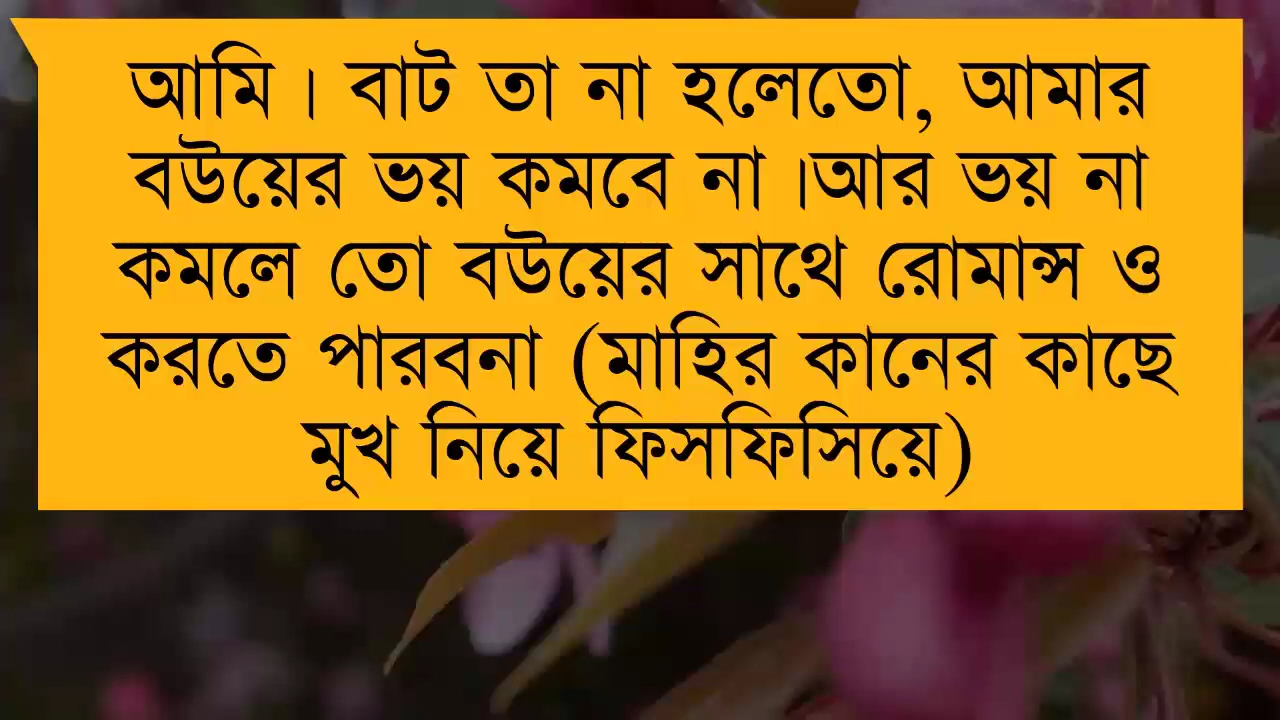 আমি। বাট তা না হলেতো, আমার
বউয়ের ভয় কমবে না।আর ভয় না
কমলে তো বউয়ের সাথে রোমান্স ও
করতে পারবনা (মাহির কানের কাছে
মুখ নিয়ে ফিসফিসিয়ে)